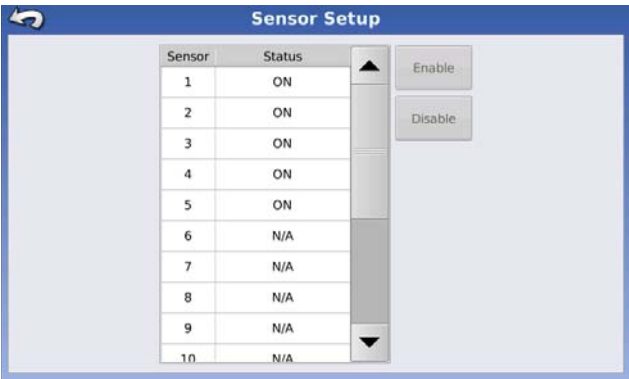 Sensor Setup
Sensor Status
1 ON
2 ON
3 ON
4 ON
5 ON
6 N/A
7 N/A
8 N/A
9 N/A
10 N/A
Enable
Disable